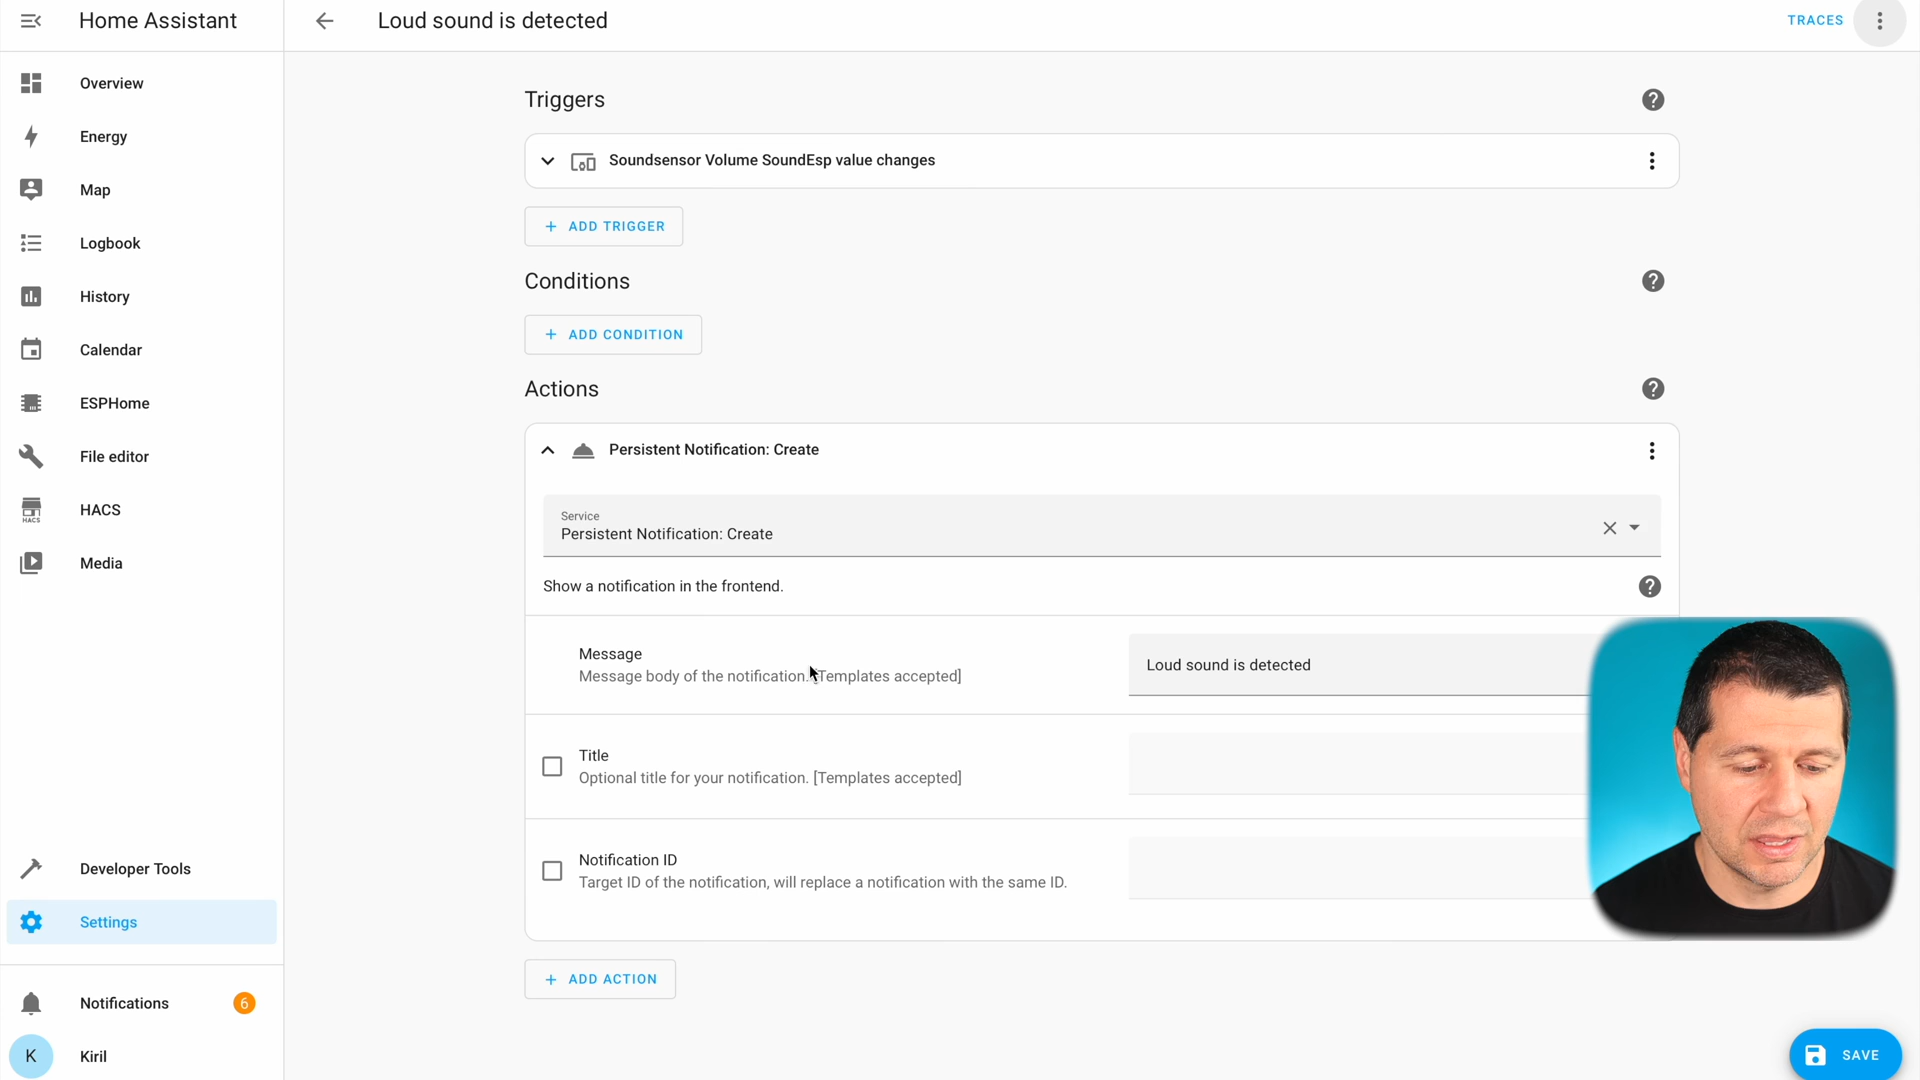 Home Assistant
Loud sound is detected
TRACES
Overview
Energy
Map
Logbook
History
Calendar
ESPHome
File editor
HACS
HACS
Media
Developer Tools
Settings
Notifications
6
K
Kiril
Triggers
Soundsensor Volume SoundEsp value changes
ADD TRIGGER
Conditions
ADD CONDITION
Actions
Persistent Notification: Create
Service
Persistent Notification: Create
Show a notification in the frontend.
Message
Message body of the notification. [Templates accepted]
Loud sound is detected
Title
Optional title for your notification. [Templates accepted]
Notification ID
Target ID of the notification, will replace a notification with the same ID.
ADD ACTION
SAVE